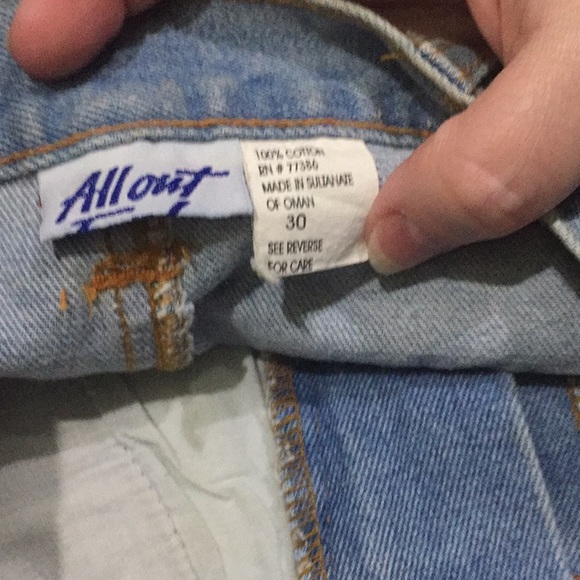 All out
100% COTTON
RN # 77386
MADE IN SULTANATE
OF OMAN
30
SEE REVERSE
FOR CARE